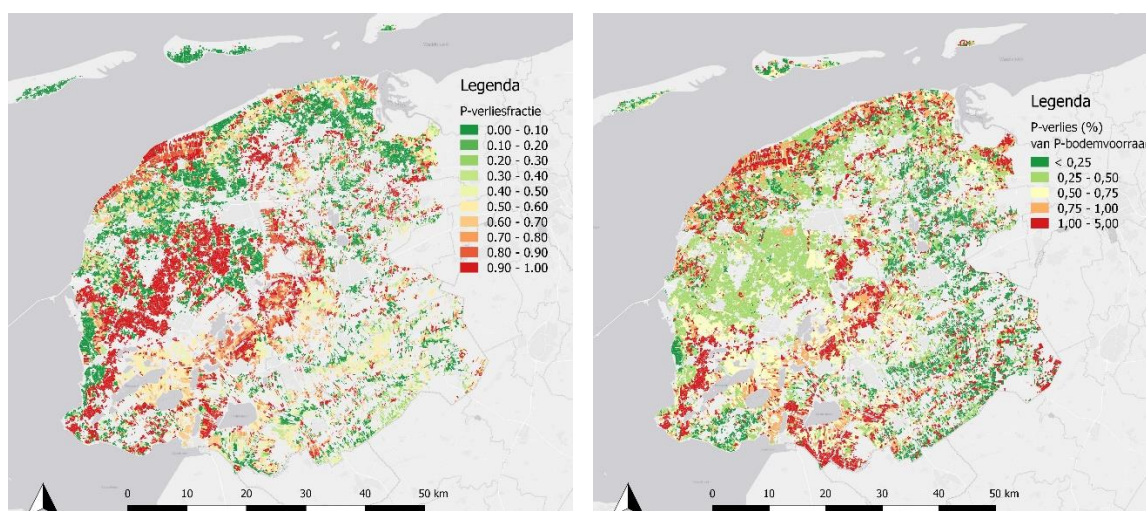 Legenda
P-verliesfractie
0.00 - 0.10
0.10 - 0.20
0.20 - 0.30
0.30 - 0.40
0.40 - 0.50
0.50 - 0.60
0.60 - 0.70
0.70 - 0.80
0.80 - 0.90
0.90 - 1.00
0 10 20 30 40 50 km
Legenda
P-verlies (%)
van P-bodemvoorraa
< 0,25
0,25 - 0,50
0,50 - 0,75
0,75 - 1,00
1,00 - 5,00
0 10 20 30 40 50 km